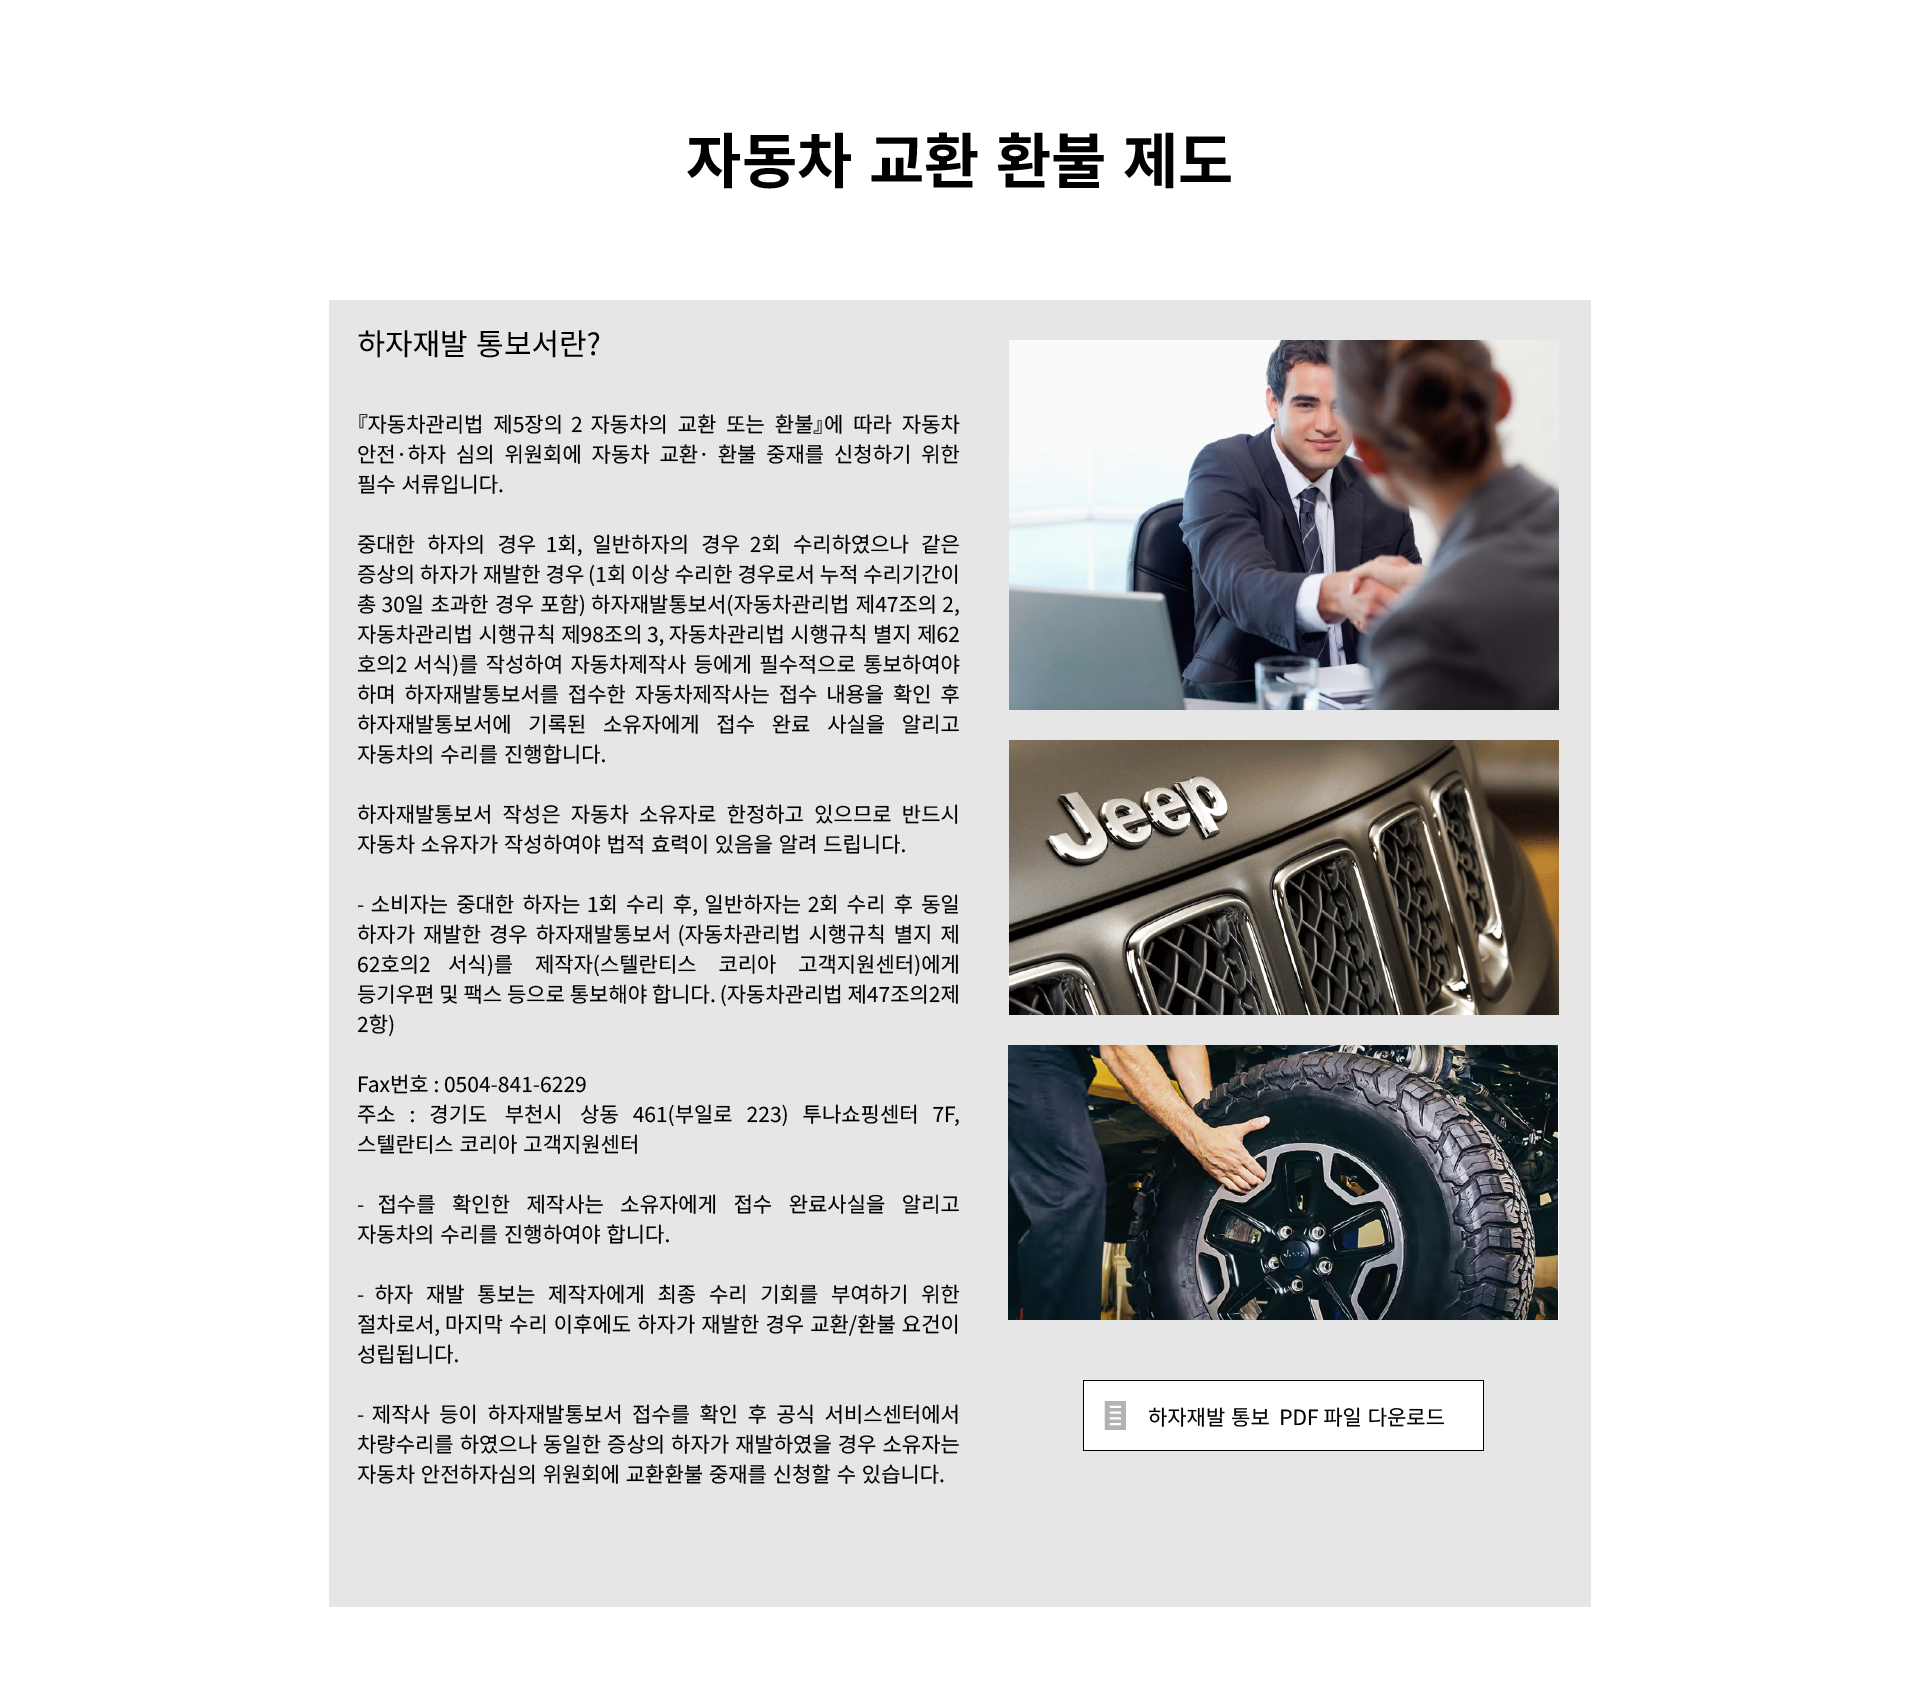 자동차 교환 환불 제도
하자재발 통보서란?
『자동차관리법 제5장의 2 자동차의 교환 또는 환불』에 따라 자동차
안전·하자 심의 위원회에 자동차 교환· 환불 중재를 신청하기 위한
필수 서류입니다.
중대한 하자의 경우 1회, 일반하자의 경우 2회 수리하였으나 같은
증상의 하자가 재발한 경우 (1회 이상 수리한 경우로서 누적 수리기간이
총 30일 초과한 경우 포함) 하자재발통보서(자동차관리법 제47조의 2,
자동차관리법 시행규칙 제98조의 3, 자동차관리법 시행규칙 별지 제62
호의2 서식)를 작성하여 자동차제작사 등에게 필수적으로 통보하여야
하며 하자재발통보서를 접수한 자동차제작사는 접수 내용을 확인 후
하자재발통보서에 기록된 소유자에게 접수 완료 사실을 알리고
자동차의 수리를 진행합니다.
하자재발통보서 작성은 자동차 소유자로 한정하고 있으므로 반드시
자동차 소유자가 작성하여야 법적 효력이 있음을 알려 드립니다.
- 소비자는 중대한 하자는 1회 수리 후, 일반하자는 2회 수리 후 동일
하자가 재발한 경우 하자재발통보서 (자동차관리법 시행규칙 별지 제
62호의2 서식)를 제작자(스텔란티스 코리아 고객지원센터)에게
등기우편 및 팩스 등으로 통보해야 합니다. (자동차관리법 제47조의2제
2항)
Fax번호 : 0504-841-6229
주소 : 경기도 부천시 상동 461(부일로 223) 투나쇼핑센터 7F,
스텔란티스 코리아 고객지원센터
- 접수를 확인한 제작사는 소유자에게 접수 완료사실을 알리고
자동차의 수리를 진행하여야 합니다.
- 하자 재발 통보는 제작자에게 최종 수리 기회를 부여하기 위한
절차로서, 마지막 수리 이후에도 하자가 재발한 경우 교환/환불 요건이
성립됩니다.
- 제작사 등이 하자재발통보서 접수를 확인 후 공식 서비스센터에서
차량수리를 하였으나 동일한 증상의 하자가 재발하였을 경우 소유자는
자동차 안전하자심의 위원회에 교환환불 중재를 신청할 수 있습니다.
Jeep
Jeep
하자재발 통보 PDF 파일 다운로드